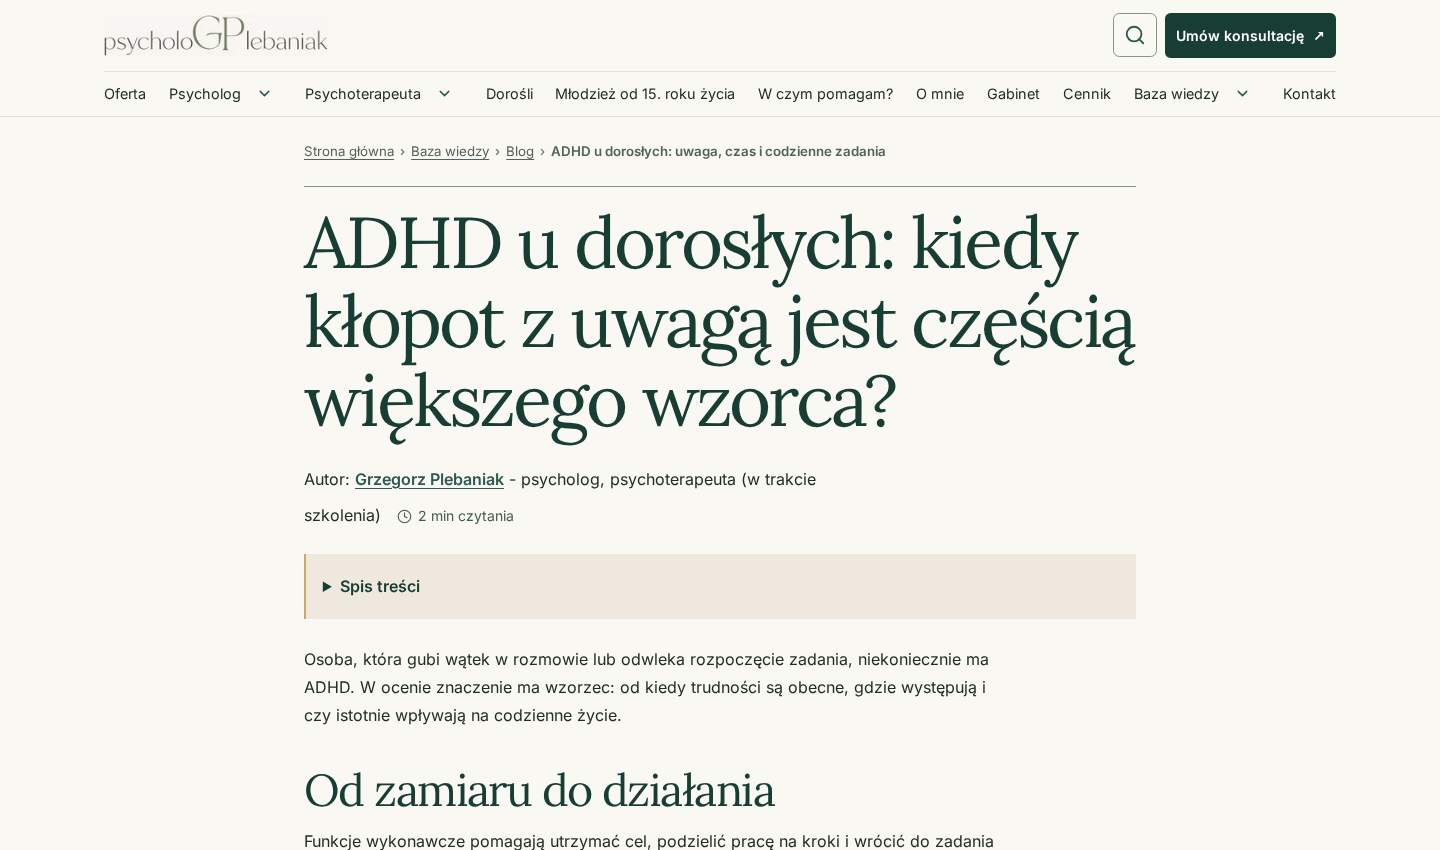 psycholoGPlebaniak
Umów konsultację ↗
Oferta Psycholog Psychoterapeuta Dorośli Młodzież od 15. roku życia W czym pomagam? O mnie Gabinet Cennik Baza wiedzy Kontakt
Strona główna › Baza wiedzy › Blog › ADHD u dorosłych: uwaga, czas i codzienne zadania
ADHD u dorosłych: kiedy
kłopot z uwagą jest częścią
większego wzorca?
Autor: Grzegorz Plebaniak - psycholog, psychoterapeuta (w trakcie
szkolenia) 2 min czytania
Spis treści
Osoba, która gubi wątek w rozmowie lub odwleka rozpoczęcie zadania, niekoniecznie ma
ADHD. W ocenie znaczenie ma wzorzec: od kiedy trudności są obecne, gdzie występują i
czy istotnie wpływają na codzienne życie.
Od zamiaru do działania
Funkcje wykonawcze pomagają utrzymać cel, podzielić pracę na kroki i wrócić do zadania